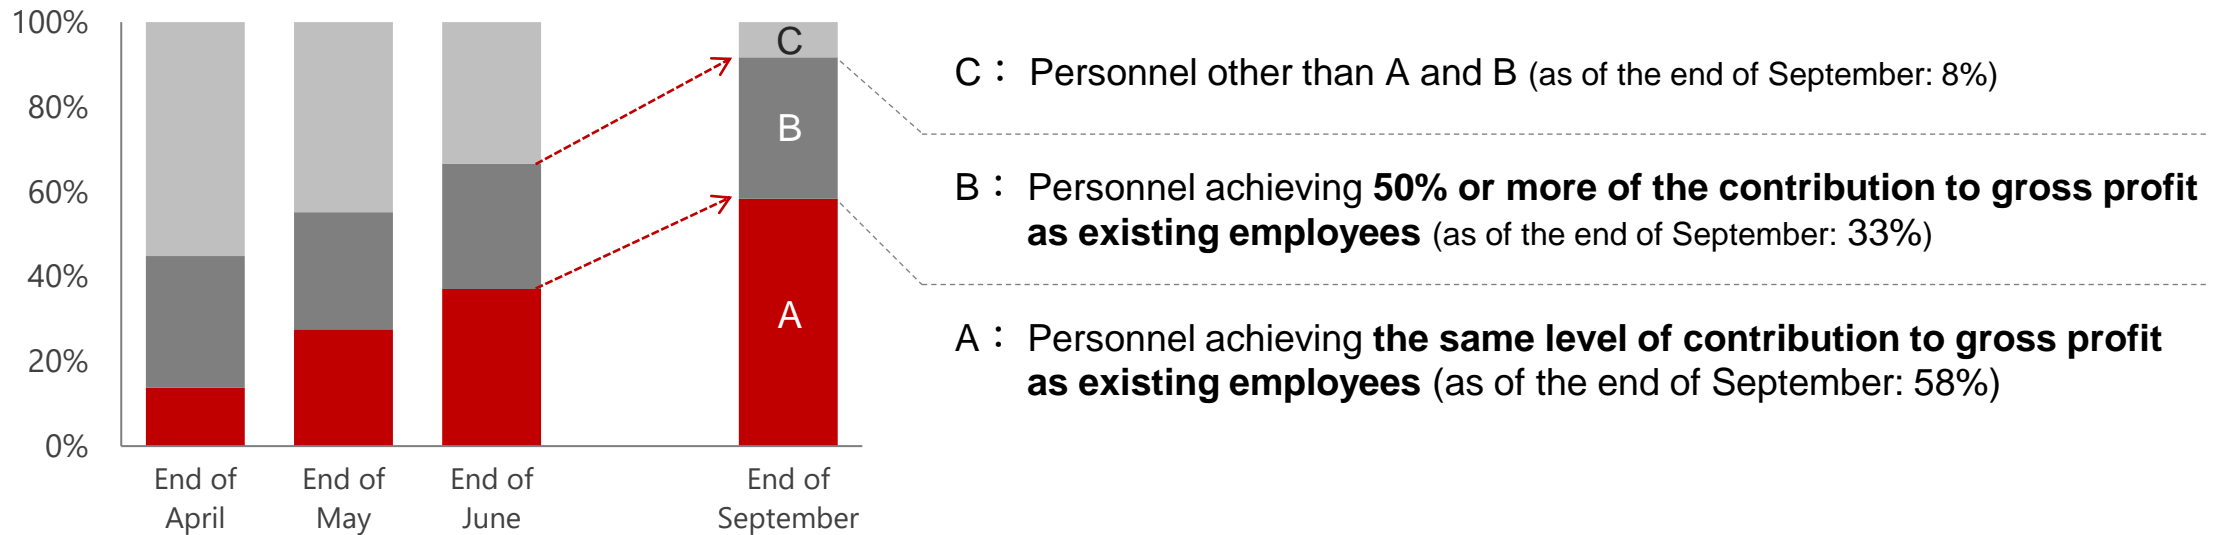 100%
80%
60%
40%
20%
0%
C
B
A
End of
April
End of
May
End of
June
End of
September
C： Personnel other than A and B (as of the end of September: 8%)
B： Personnel achieving 50% or more of the contribution to gross profit
as existing employees (as of the end of September: 33%)
A： Personnel achieving the same level of contribution to gross profit
as existing employees (as of the end of September: 58%)